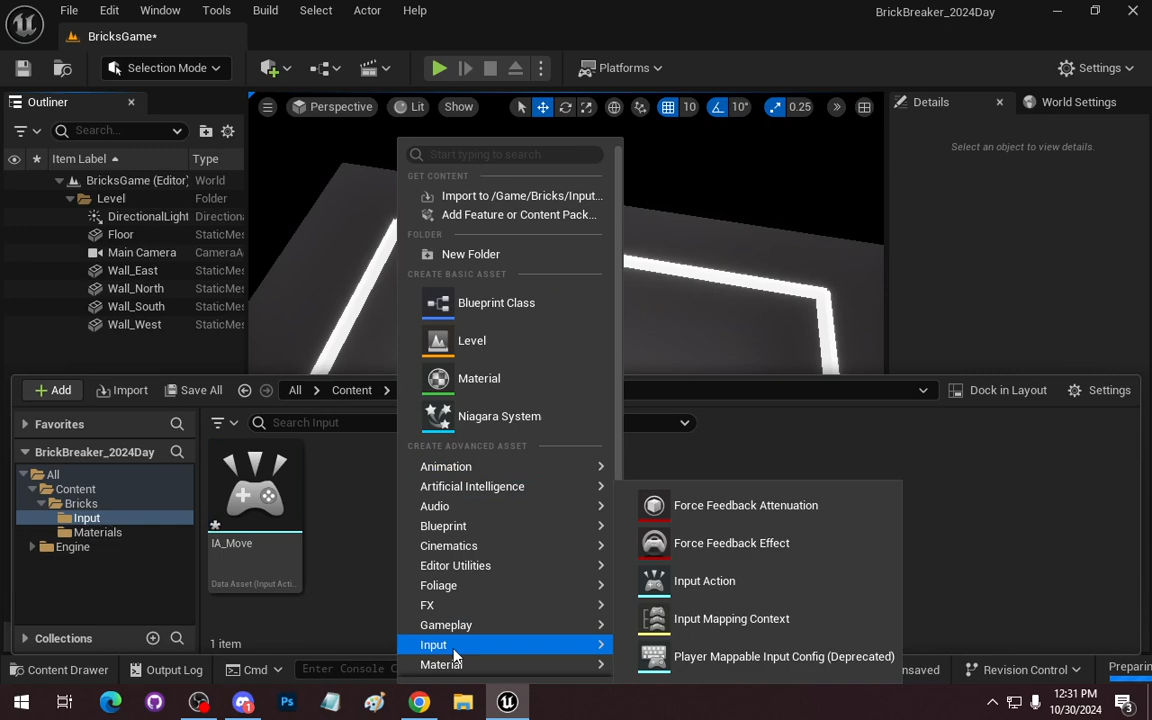 File Edit Window Tools Build Select Actor Help
BrickBreaker_2024Day
BricksGame*
Selection Mode
Platforms
Settings
Outliner
Perspective
Lit
Show
10
10°
0.25
Details
World Settings
Search...
Item Label
Type
Select an object to view details.
BricksGame (Editor) World
Level Folder
DirectionalLight Direction
Floor StaticMe
Main Camera CameraA
Wall_East StaticMe
Wall_North StaticMe
Wall_South StaticMe
Wall_West StaticMe
Start typing to search
GET CONTENT
Import to /Game/Bricks/Input...
Add Feature or Content Pack...
FOLDER
New Folder
CREATE BASIC ASSET
Blueprint Class
Level
Material
Niagara System
CREATE ADVANCED ASSET
Animation
Artificial Intelligence
Audio
Blueprint
Cinematics
Editor Utilities
Foliage
FX
Gameplay
Input
Material
Force Feedback Attenuation
Force Feedback Effect
Input Action
Input Mapping Context
Player Mappable Input Config (Deprecated)
Add
Import
Save All
All
Content
Dock in Layout
Settings
Favorites
BrickBreaker_2024Day
All
Content
Bricks
Input
Materials
Engine
Collections
Search Input
IA_Move
Data Asset (Input Acti..
1 item
Content Drawer
Output Log
Cmd
Enter Console C
nsaved
Revision Control
Preparin
12:31 PM
10/30/2024
3